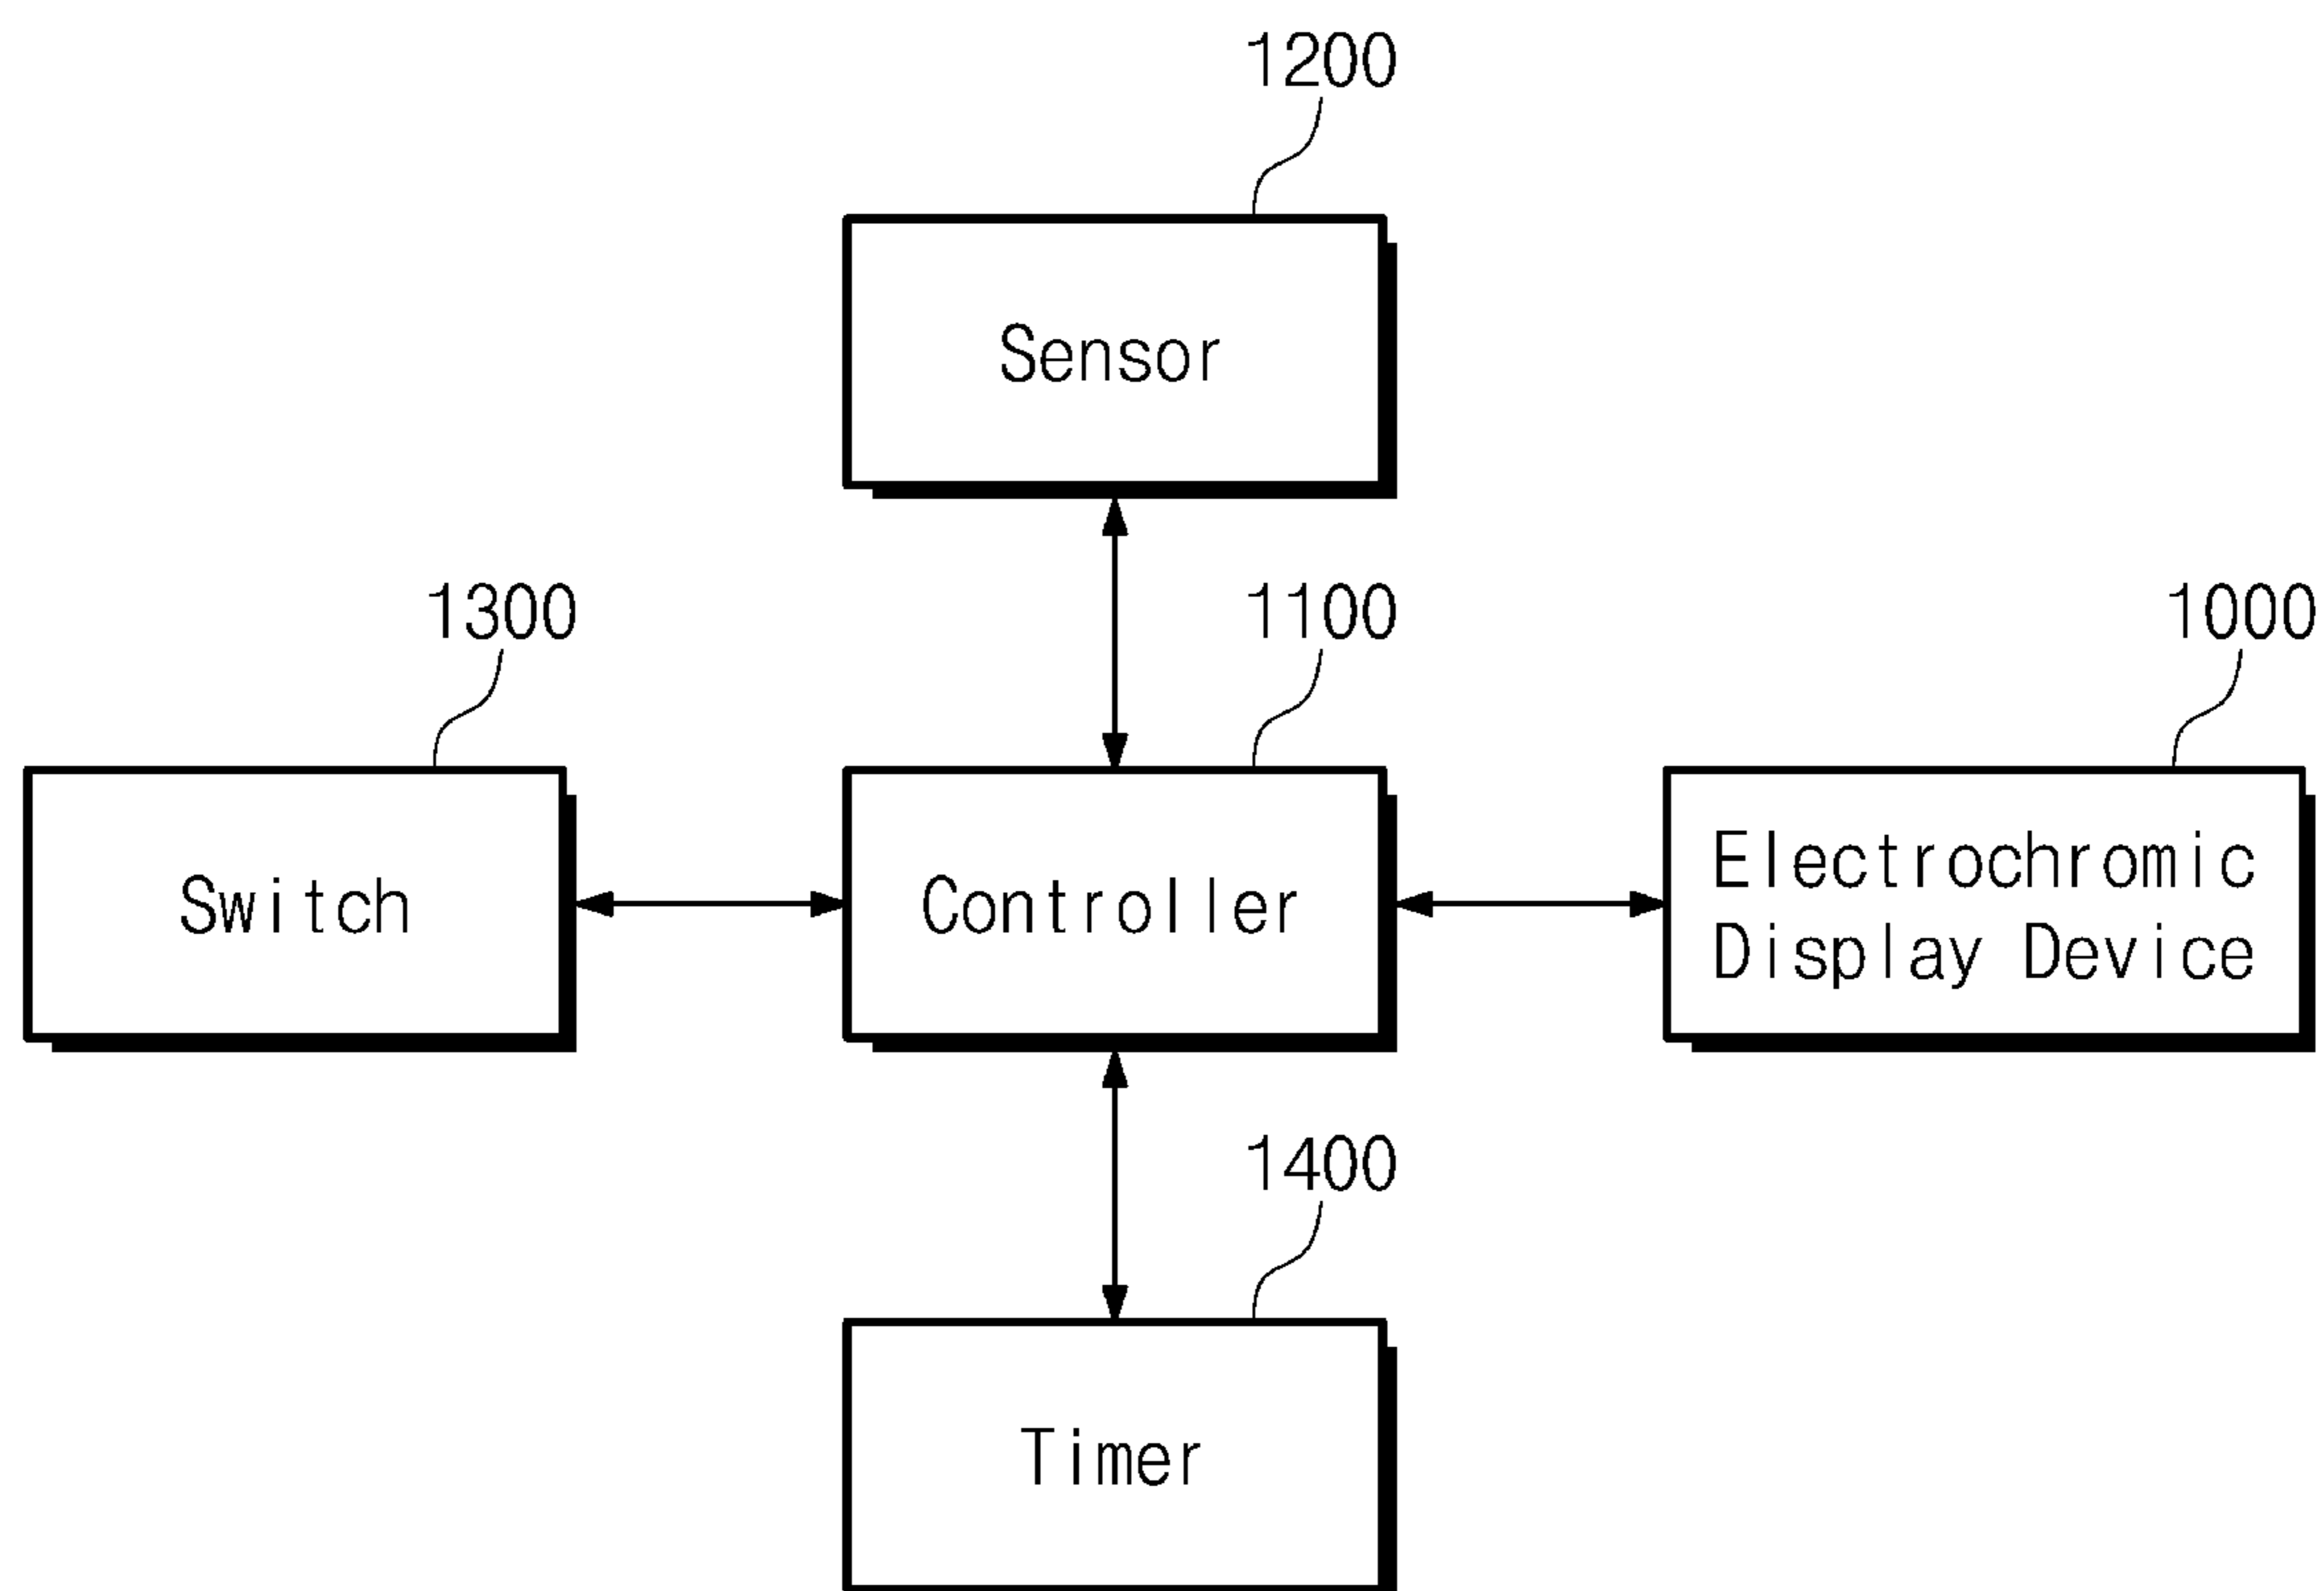 1200
Sensor
1300
1100
1000
Switch
Controller
Electrochromic
Display Device
1400
Timer